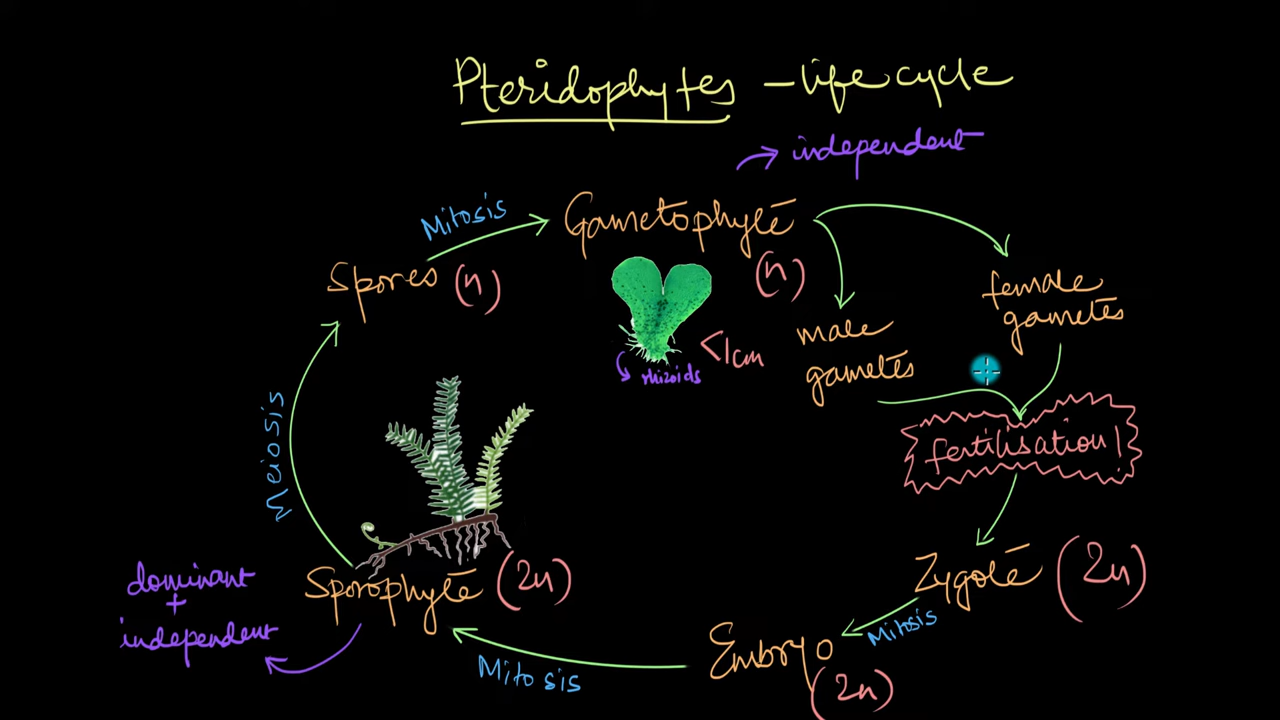 Pteridophytes – life cycle
independent
Mitosis
Gametophyte
(n)
Spores (n)
female
gametes
male
gametes
<1cm
rhizoids
fertilisation!
Meiosis
Zygote (2n)
Mitosis
Embryo
(2n)
Mitosis
Sporophyte (2n)
dominant
+
independent